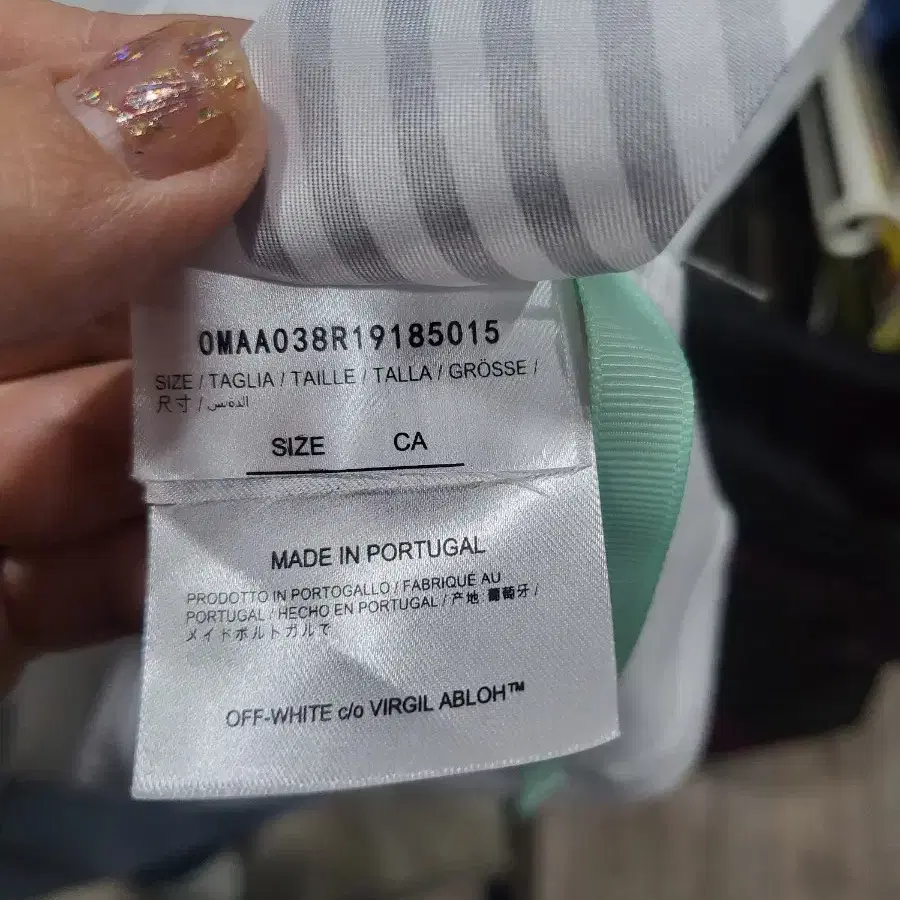 OMAA038R19185015
SIZE / TAGLIA / TAILLE / TALLA / GRÖSSE /
尺寸 /
SIZE CA
MADE IN PORTUGAL
PRODOTTO IN PORTOGALLO / FABRIQUE AU
PORTUGAL / HECHO EN PORTUGAL / 产地:葡萄牙 /
メイドポルトガルで
OFF-WHITE c/o VIRGIL ABLOH™